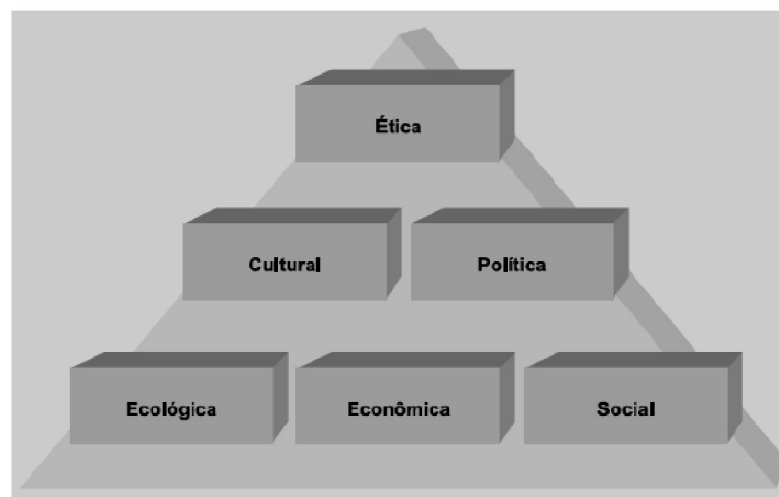 Ética
Cultural
Política
Ecológica
Econômica
Social